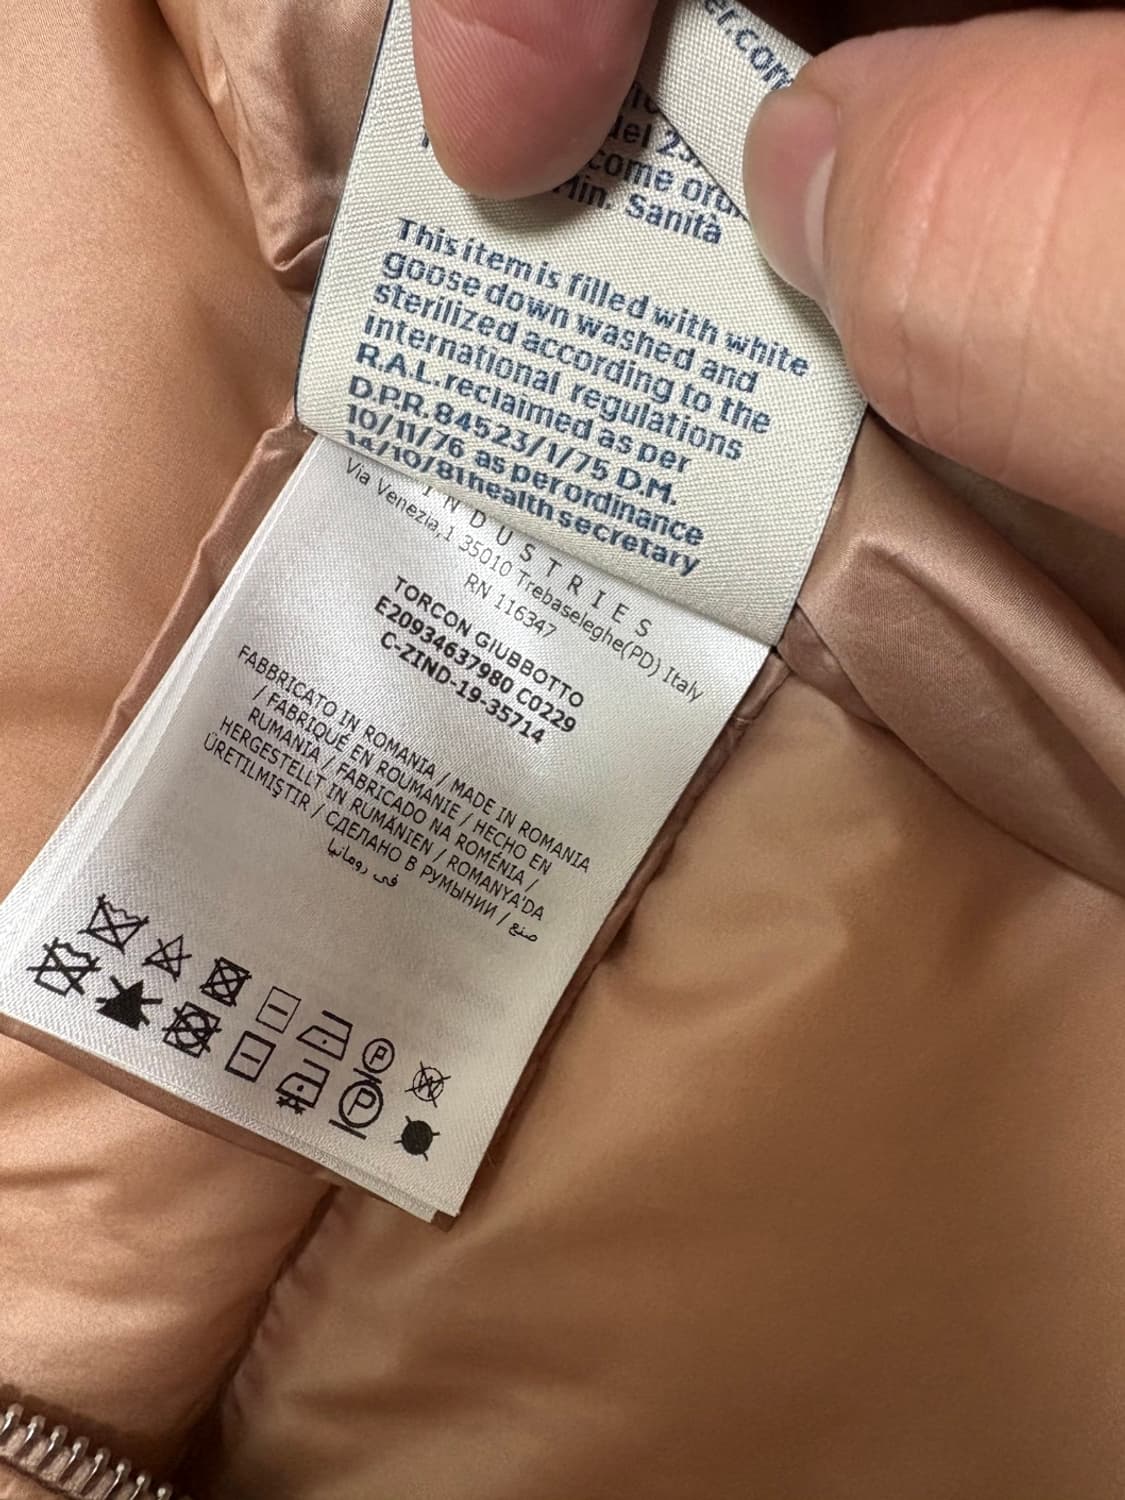 er.com
del 23
come ord
Min. Sanità
This item is filled with white
goose down washed and
sterilized according to the
international regulations
R.A.L. reclaimed as per
D.P.R. 84523/1/75 D.M.
10/11/76 as per ordinance
14/10/81 health secretary
INDUSTRIES
Via Venezia,1 35010 Trebaseleghe(PD) Italy
RN 116347
TORCON GIUBBOTTO
E20934637980 C0229
C-ZIND-19-35714
FABBRICATO IN ROMANIA / MADE IN ROMANIA
/ FABRIQUÉ EN ROUMANIE / HECHO EN
RUMANIA / FABRICADO NA ROMÉNIA /
HERGESTELLT IN RUMÄNIEN / ROMANYA'DA
ÜRETILMIŞTIR / СДЕЛАНО В РУМЫНИИ / صنع
في رومانيا
P W
P